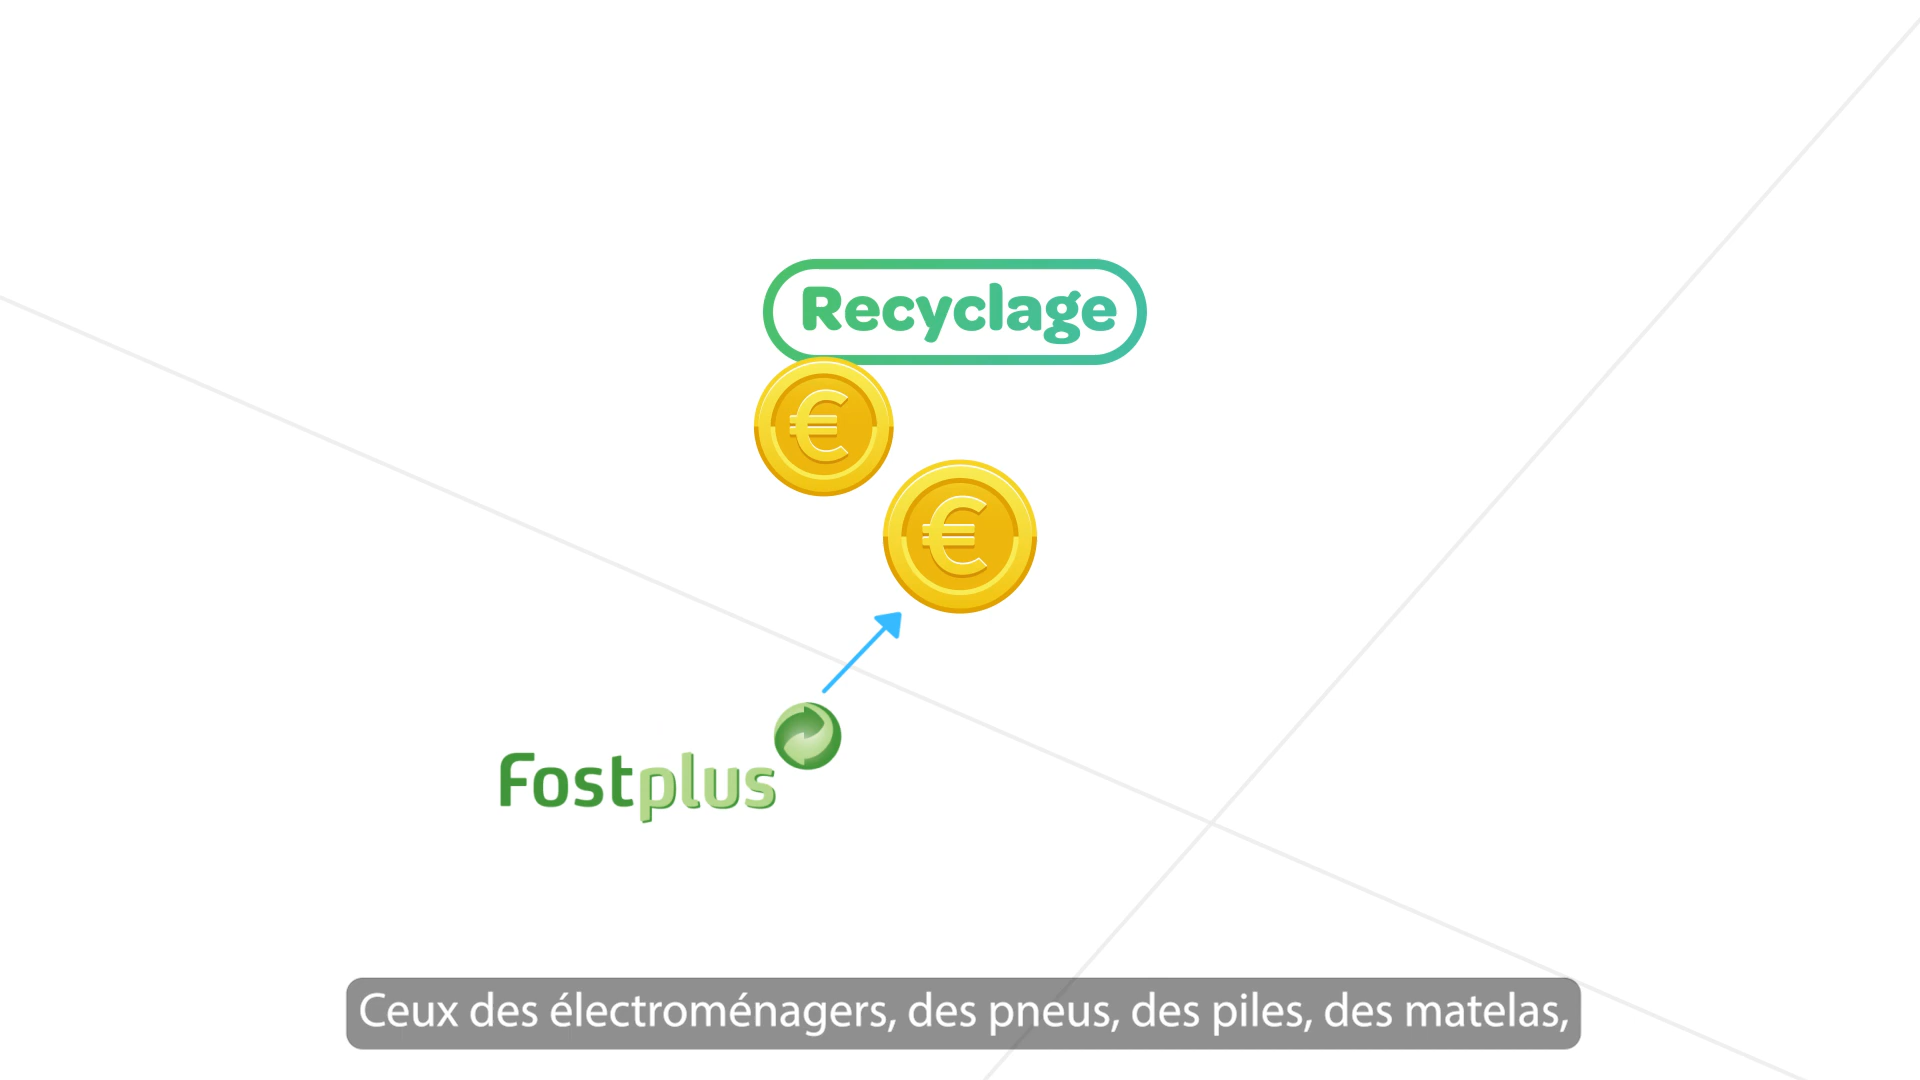 Recyclage
€
€
Fostplus
Ceux des électroménagers, des pneus, des piles, des matelas,